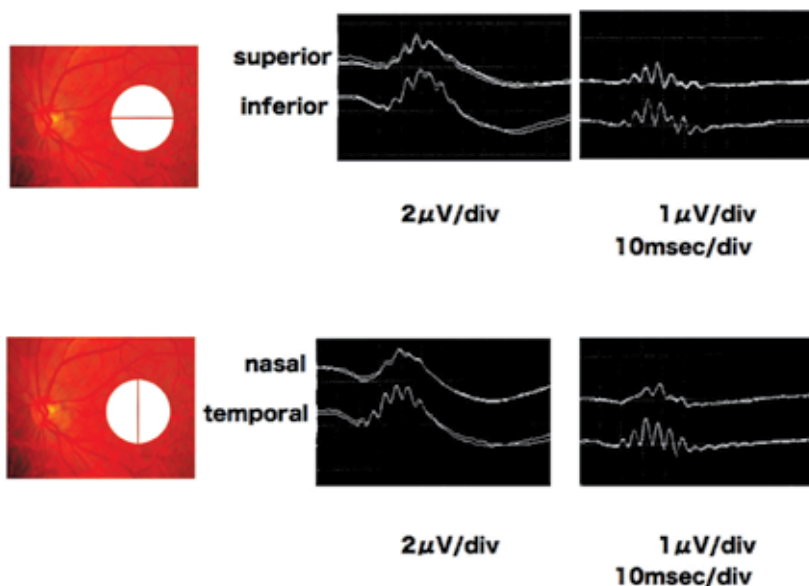 superior
inferior
2μV/div
1μV/div
10msec/div
nasal
temporal
2μV/div
1μV/div
10msec/div